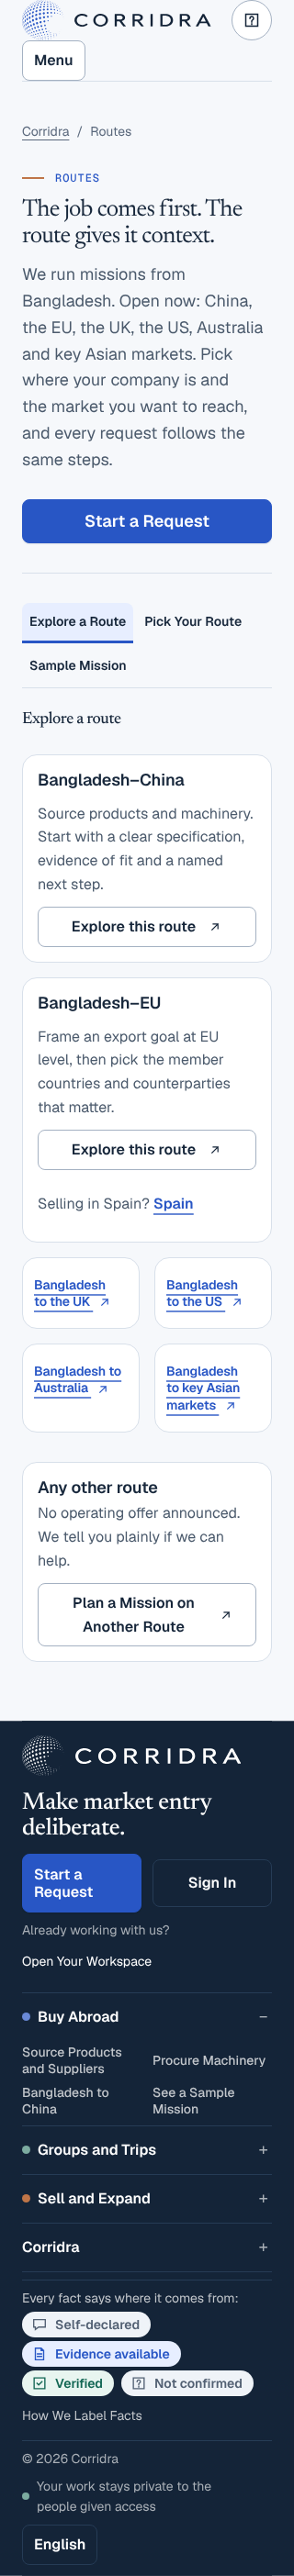 CORRIDRA
Menu
Corridra / Routes
ROUTES
The job comes first. The
route gives it context.
We run missions from
Bangladesh. Open now: China,
the EU, the UK, the US, Australia
and key Asian markets. Pick
where your company is and
the market you want to reach,
and every request follows the
same steps.
Start a Request
Explore a Route
Pick Your Route
Sample Mission
Explore a route
Bangladesh–China
Source products and machinery.
Start with a clear specification,
evidence of fit and a named
next step.
Explore this route ↗
Bangladesh–EU
Frame an export goal at EU
level, then pick the member
countries and counterparties
that matter.
Explore this route ↗
Selling in Spain? Spain
Bangladesh
to the UK ↗
Bangladesh
to the US ↗
Bangladesh to
Australia ↗
Bangladesh
to key Asian
markets ↗
Any other route
No operating offer announced.
We tell you plainly if we can
help.
Plan a Mission on
Another Route ↗
CORRIDRA
Make market entry
deliberate.
Start a
Request
Sign In
Already working with us?
Open Your Workspace
Buy Abroad −
Source Products
and Suppliers
Procure Machinery
Bangladesh to
China
See a Sample
Mission
Groups and Trips +
Sell and Expand +
Corridra +
Every fact says where it comes from:
Self-declared
Evidence available
Verified
Not confirmed
How We Label Facts
© 2026 Corridra
Your work stays private to the
people given access
English